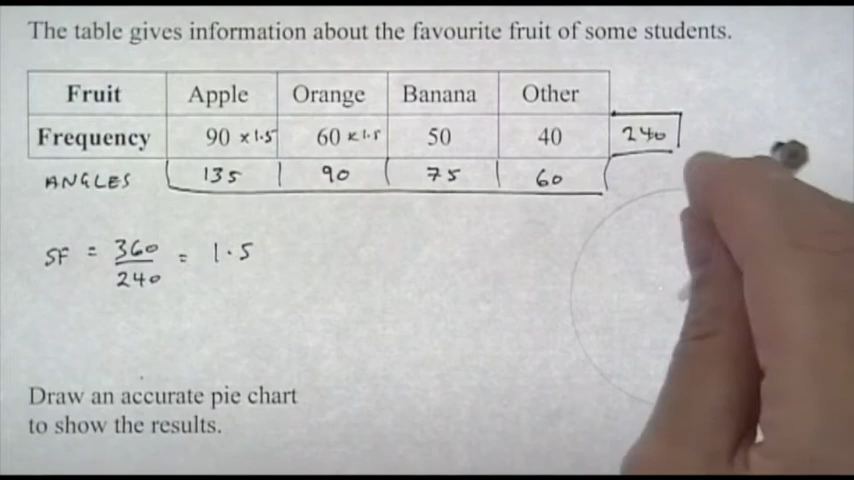 The table gives information about the favourite fruit of some students.
Fruit Apple Orange Banana Other
Frequency 90 × 1.5 60 × 1.5 50 40 240
ANGLES 135 90 75 60
SF = 360/240 = 1.5
Draw an accurate pie chart
to show the results.